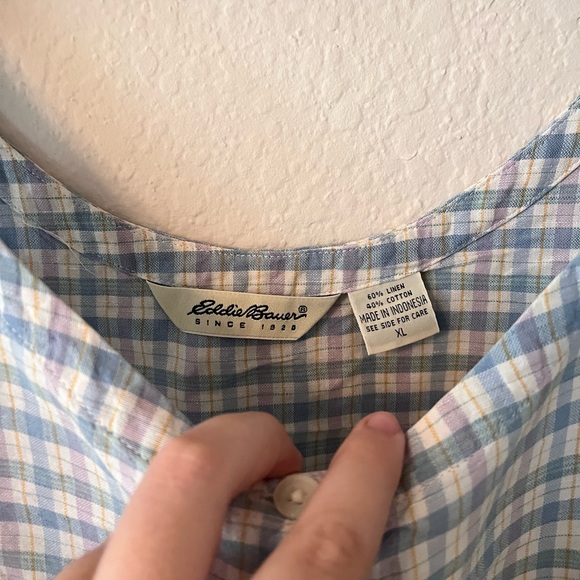 Eddie Bauer®
SINCE 1920
60% LINEN
40% COTTON
MADE IN INDONESIA
SEE SIDE FOR CARE
XL